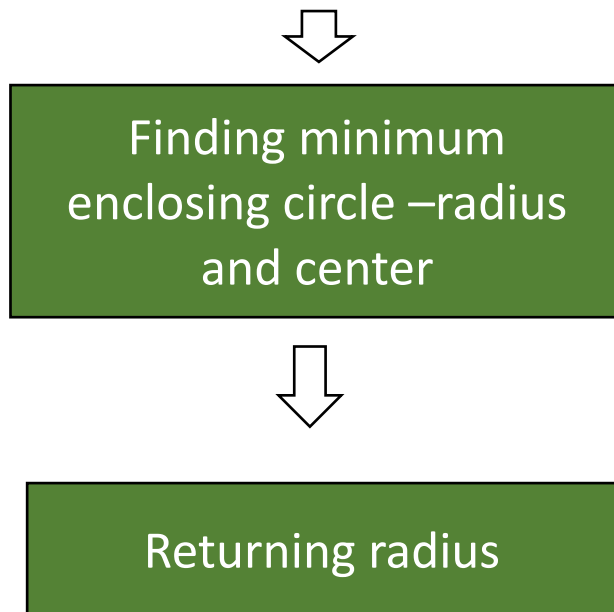 Finding minimum
enclosing circle –radius
and center
Returning radius